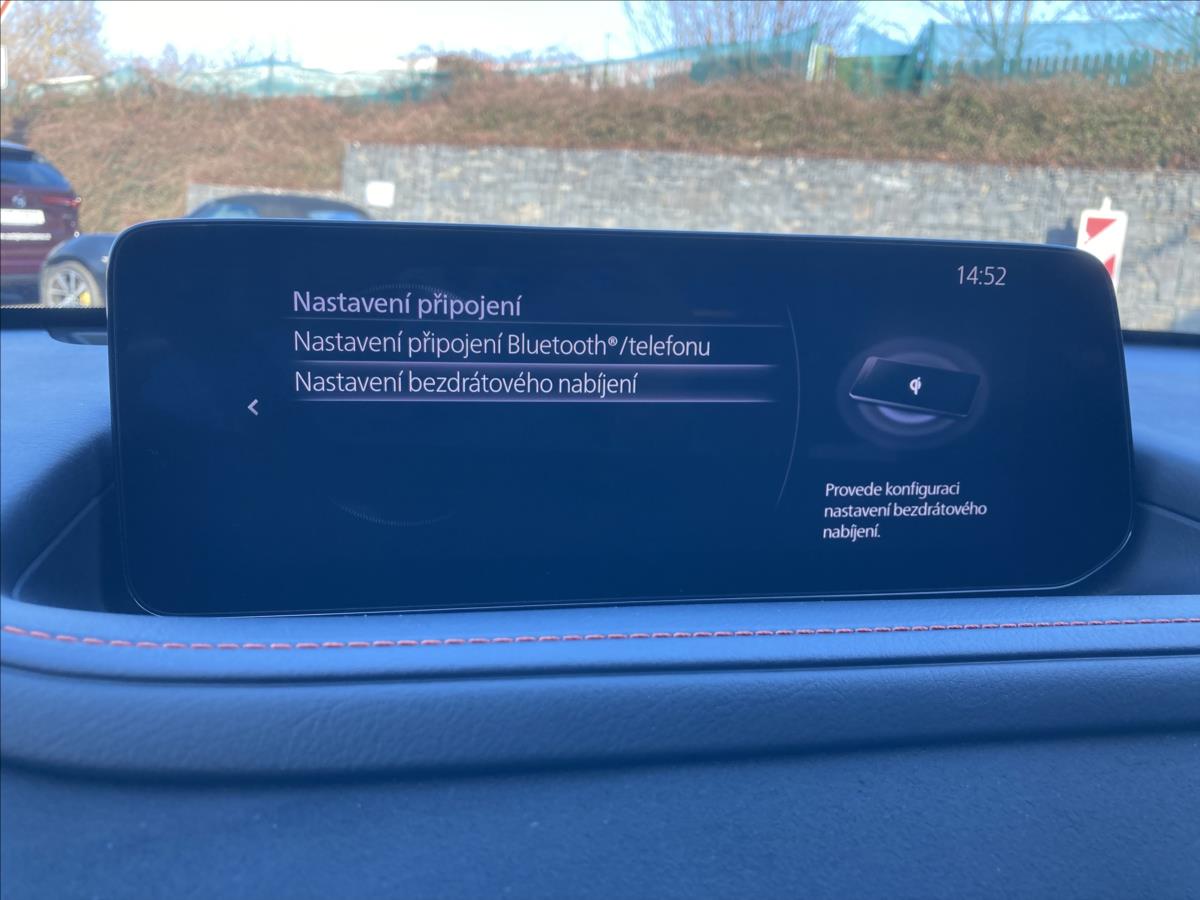 14:52
Nastavení připojení
Nastavení připojení Bluetooth®/telefonu
Nastavení bezdrátového nabíjení
Provede konfiguraci
nastavení bezdrátového
nabíjení.